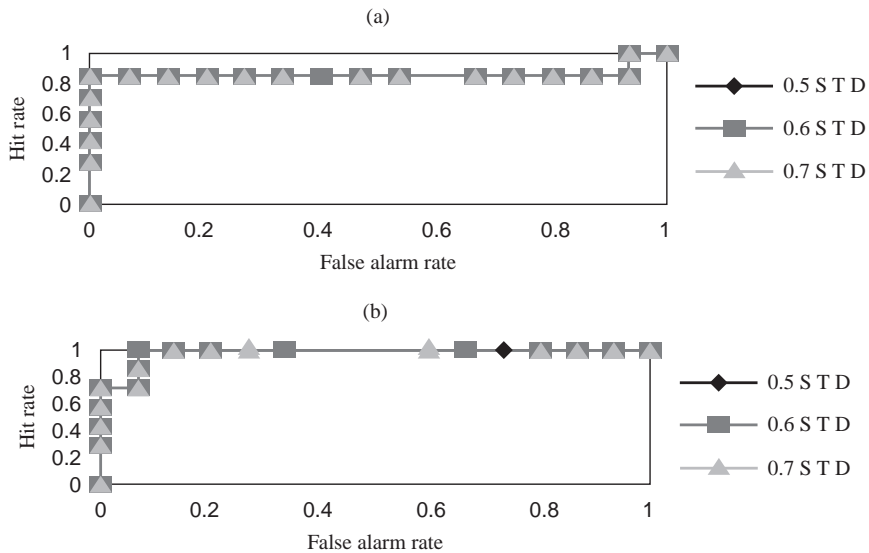 (a)
Hit rate
1
0.8
0.6
0.4
0.2
0
0 0.2 0.4 0.6 0.8 1
False alarm rate
0.5 S T D
0.6 S T D
0.7 S T D
(b)
Hit rate
1
0.8
0.6
0.4
0.2
0
0 0.2 0.4 0.6 0.8 1
False alarm rate
0.5 S T D
0.6 S T D
0.7 S T D